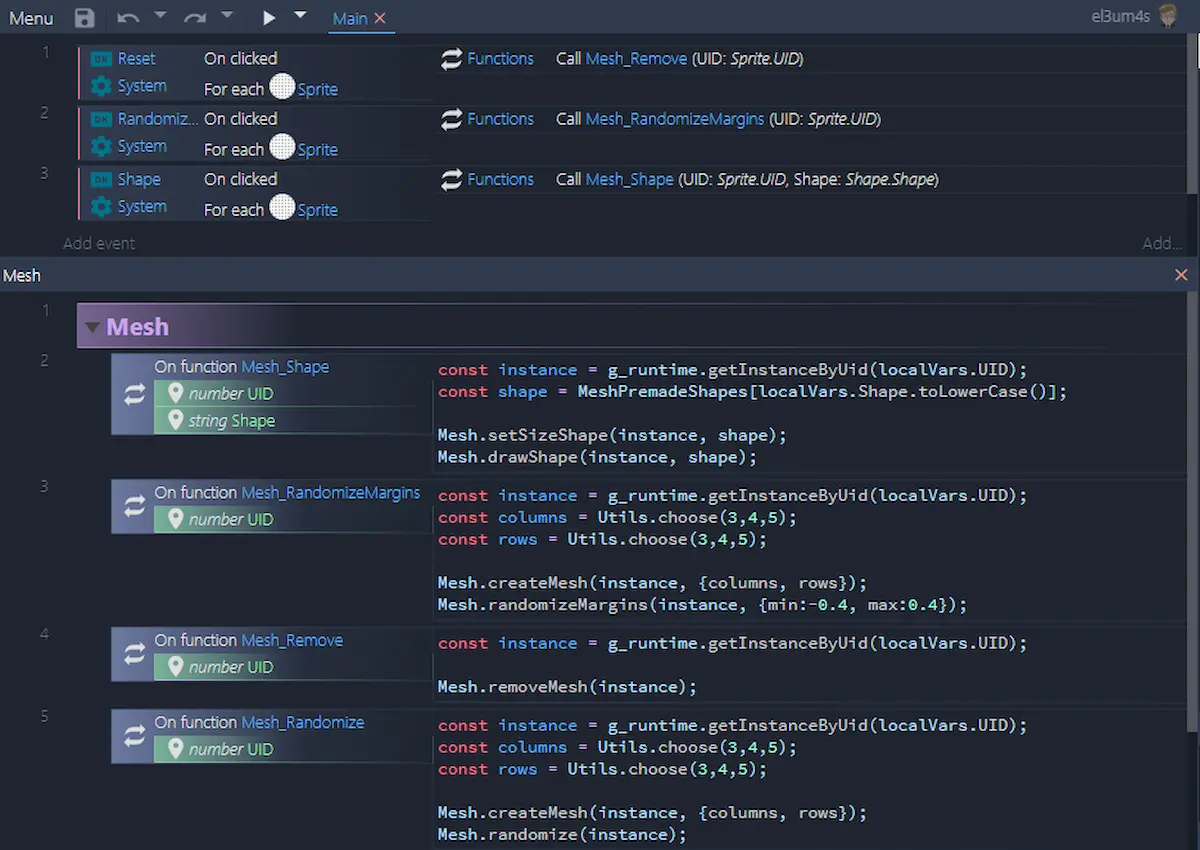 Menu Main el3um4s
1 OK Reset On clicked Functions Call Mesh_Remove (UID: Sprite.UID)
System For each Sprite
2 OK Randomiz... On clicked Functions Call Mesh_RandomizeMargins (UID: Sprite.UID)
System For each Sprite
3 OK Shape On clicked Functions Call Mesh_Shape (UID: Sprite.UID, Shape: Shape.Shape)
System For each Sprite
Add event Add...
Mesh
1 Mesh
2 On function Mesh_Shape
number UID
string Shape
const instance = g_runtime.getInstanceByUid(localVars.UID);
const shape = MeshPremadeShapes[localVars.Shape.toLowerCase()];
Mesh.setSizeShape(instance, shape);
Mesh.drawShape(instance, shape);
3 On function Mesh_RandomizeMargins
number UID
const instance = g_runtime.getInstanceByUid(localVars.UID);
const columns = Utils.choose(3,4,5);
const rows = Utils.choose(3,4,5);
Mesh.createMesh(instance, {columns, rows});
Mesh.randomizeMargins(instance, {min:-0.4, max:0.4});
4 On function Mesh_Remove
number UID
const instance = g_runtime.getInstanceByUid(localVars.UID);
Mesh.removeMesh(instance);
5 On function Mesh_Randomize
number UID
const instance = g_runtime.getInstanceByUid(localVars.UID);
const columns = Utils.choose(3,4,5);
const rows = Utils.choose(3,4,5);
Mesh.createMesh(instance, {columns, rows});
Mesh.randomize(instance);